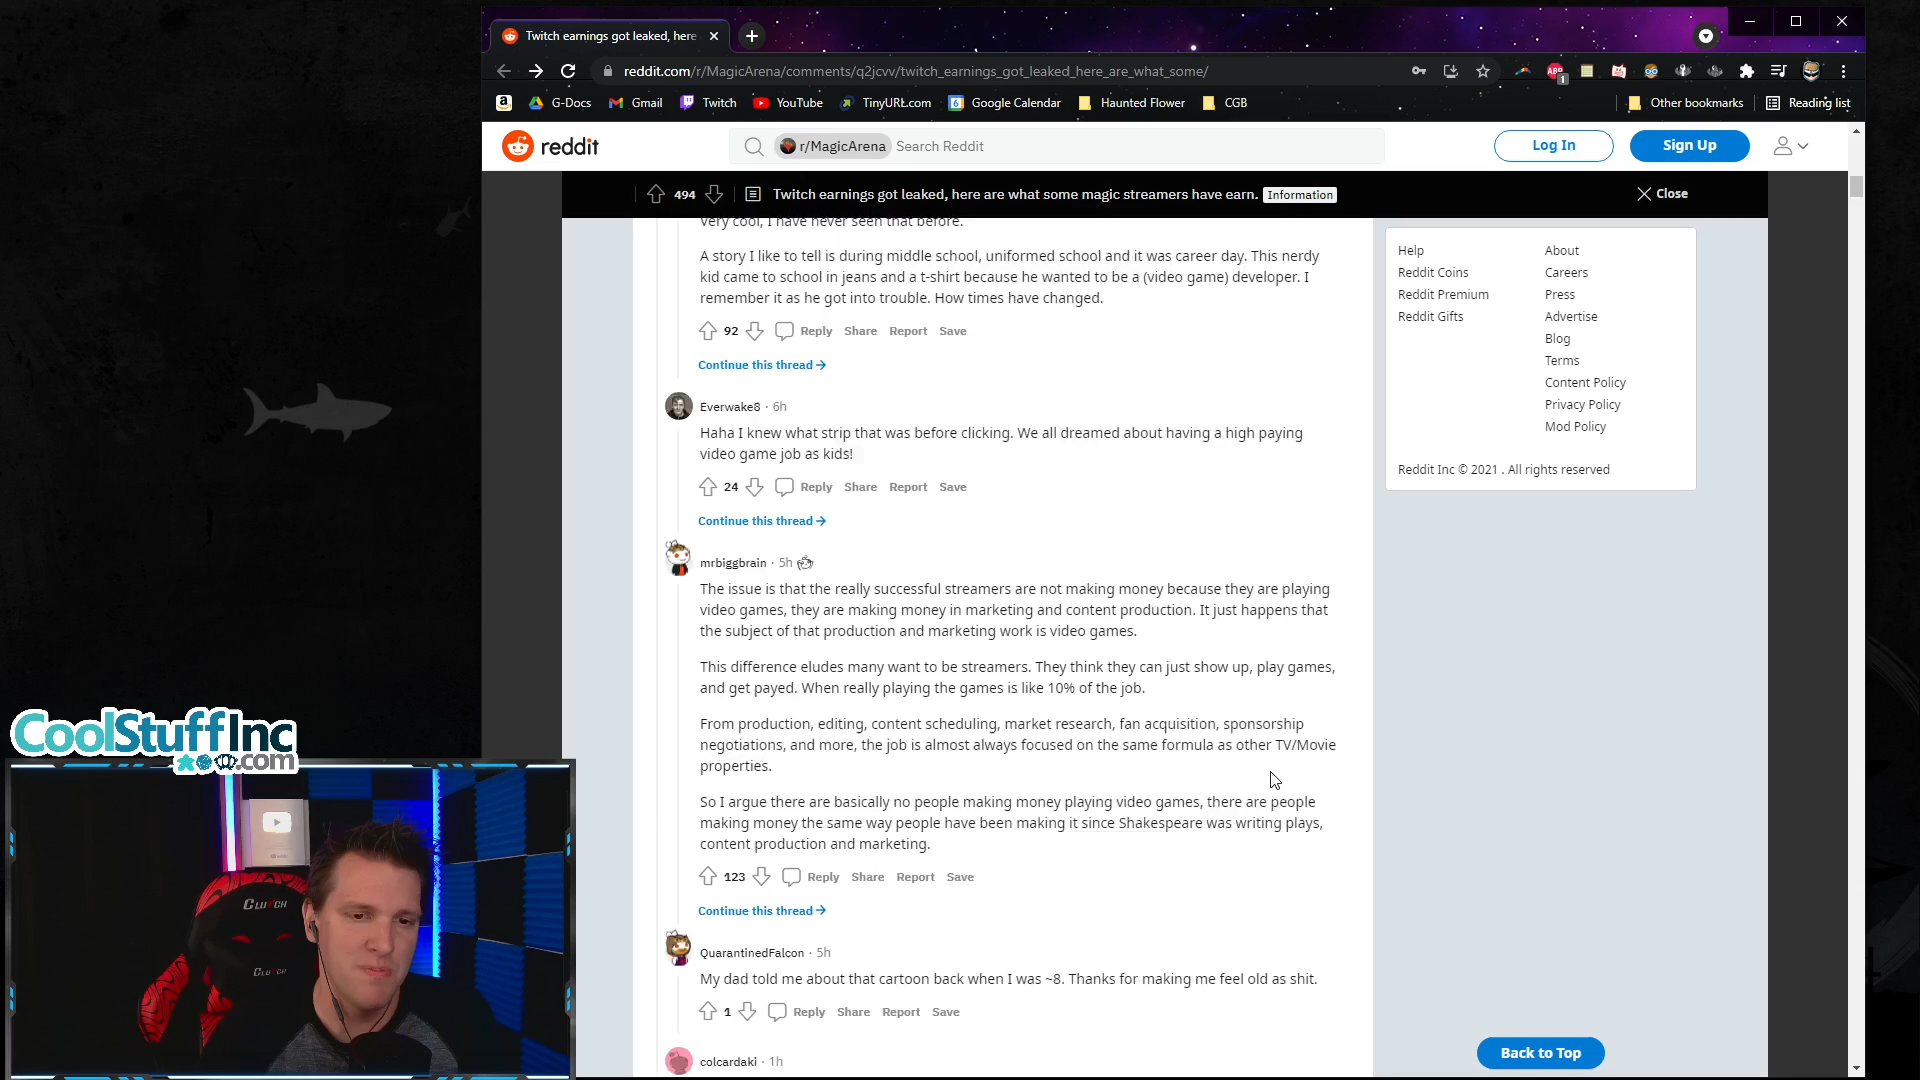 Twitch earnings got leaked, here
reddit.com/r/MagicArena/comments/q2jcvv/twitch_earnings_got_leaked_here_are_what_some/
ABP
1
G-Docs
Gmail
Twitch
YouTube
TinyURL.com
6
Google Calendar
Haunted Flower
CGB
Other bookmarks
Reading list
reddit
r/MagicArena
Search Reddit
Log In
Sign Up
494
Twitch earnings got leaked, here are what some magic streamers have earn.
Information
Close
Very cool, I have never seen that before.
A story I like to tell is during middle school, uniformed school and it was career day. This nerdy
kid came to school in jeans and a t-shirt because he wanted to be a (video game) developer. I
remember it as he got into trouble. How times have changed.
92 Reply Share Report Save
Continue this thread
Everwake8 · 6h
Haha I knew what strip that was before clicking. We all dreamed about having a high paying
video game job as kids!
24 Reply Share Report Save
Continue this thread
mrbiggbrain · 5h
The issue is that the really successful streamers are not making money because they are playing
video games, they are making money in marketing and content production. It just happens that
the subject of that production and marketing work is video games.
This difference eludes many want to be streamers. They think they can just show up, play games,
and get payed. When really playing the games is like 10% of the job.
From production, editing, content scheduling, market research, fan acquisition, sponsorship
negotiations, and more, the job is almost always focused on the same formula as other TV/Movie
properties.
So I argue there are basically no people making money playing video games, there are people
making money the same way people have been making it since Shakespeare was writing plays,
content production and marketing.
123 Reply Share Report Save
Continue this thread
QuarantinedFalcon · 5h
My dad told me about that cartoon back when I was ~8. Thanks for making me feel old as shit.
1 Reply Share Report Save
colcardaki · 1h
Help
Reddit Coins
Reddit Premium
Reddit Gifts
About
Careers
Press
Advertise
Blog
Terms
Content Policy
Privacy Policy
Mod Policy
Reddit Inc © 2021 . All rights reserved
Back to Top
CoolStuffInc
.com
CLUTCH
CLUTCH